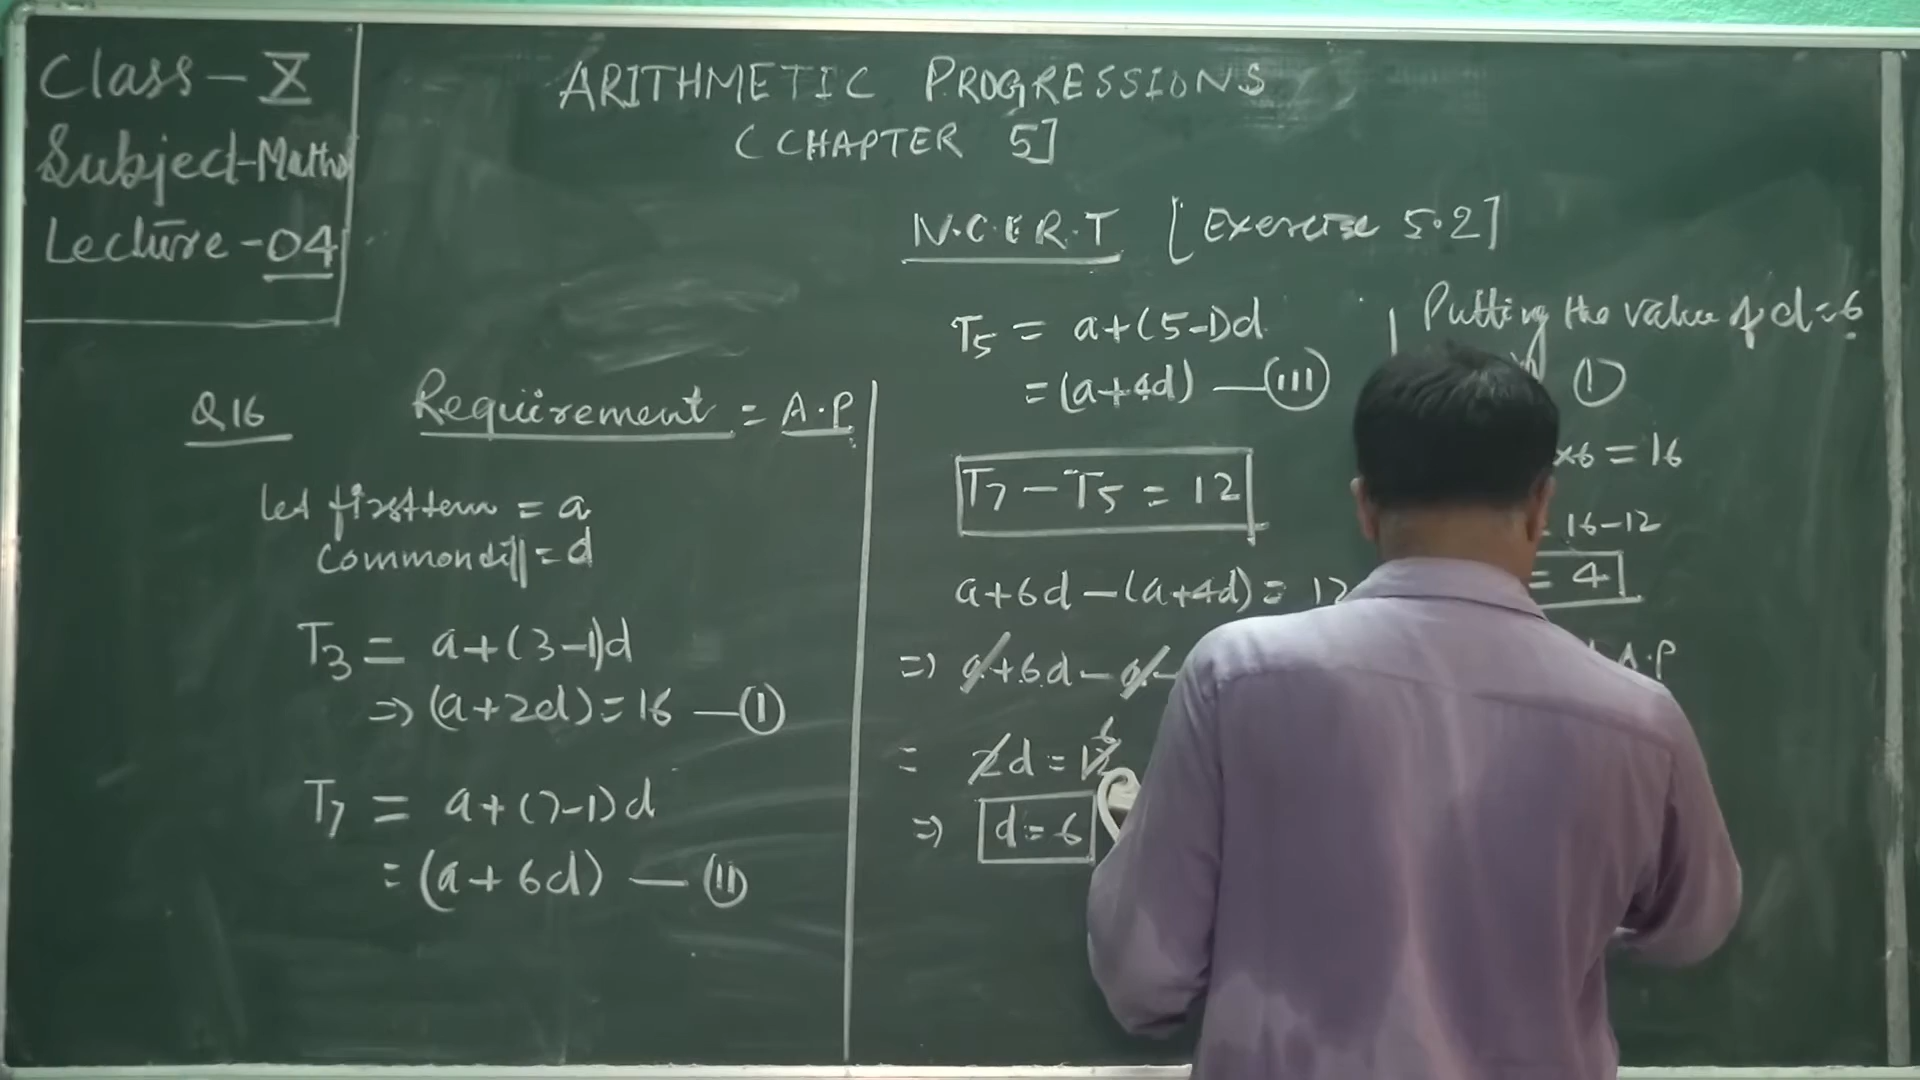 Class - X
Subject - Maths
Lecture - 04
ARITHMETIC PROGRESSIONS
(CHAPTER 5]
N.C.E.R.T [Exercise 5.2]
Q16 Requirement = A.P
let first term = a
Common diff = d
T3 = a+(3-1)d
=> (a+2d) = 16 — (I)
T7 = a+(7-1)d
= (a+6d) — (II)
T5 = a+(5-1)d
= (a+4d) — (III)
T7 - T5 = 12
a+6d - (a+4d) = 12
=> a+6d - a -
= 2d = 12 6
=> d = 6
Putting the value of d = 6
(I)
×6 = 16
= 16-12
= 4
A.P